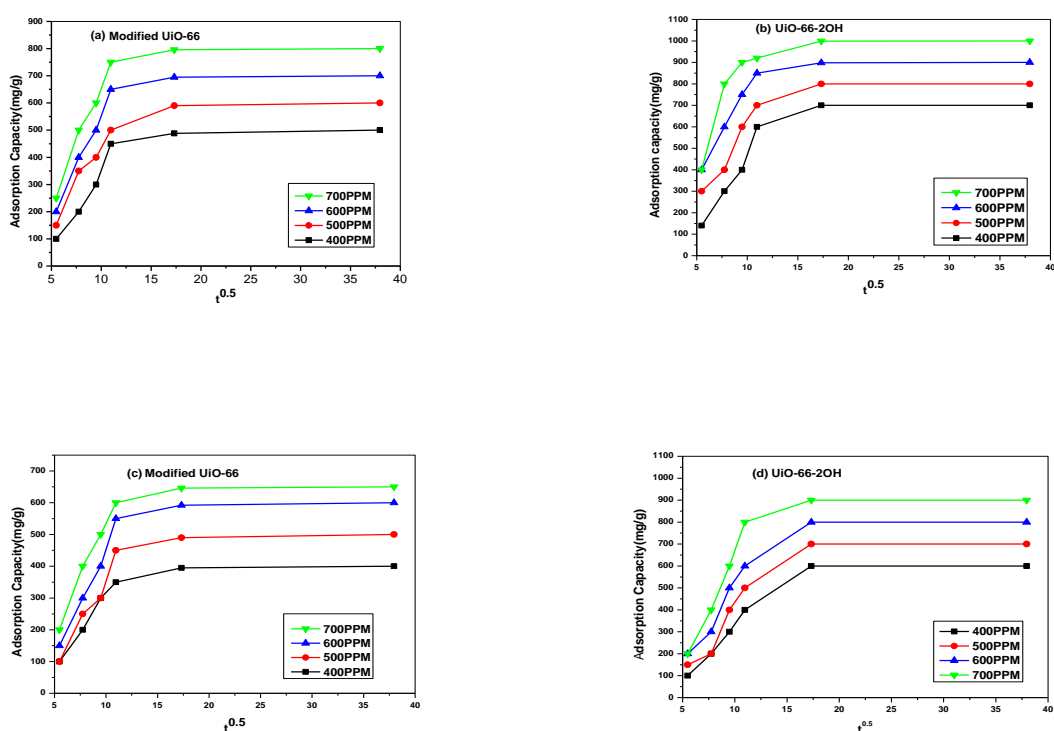 (a) Modified UiO-66
Adsorption Capacity(mg/g)
900
800
700
600
500
400
300
200
100
0
700PPM
600PPM
500PPM
400PPM
5 10 15 20 25 30 35 40
t0.5
(b) UiO-66-2OH
Adsorption capacity(mg/g)
1100
1000
900
800
700
600
500
400
300
200
100
0
700PPM
600PPM
500PPM
400PPM
5 10 15 20 25 30 35 40
t0.5
(c) Modified UiO-66
Adsorption Capacity(mg/g)
700
600
500
400
300
200
100
0
700PPM
600PPM
500PPM
400PPM
5 10 15 20 25 30 35 40
t0.5
(d) UiO-66-2OH
Adsorption Capacity(mg/g)
1100
1000
900
800
700
600
500
400
300
200
100
0
400PPM
500PPM
600PPM
700PPM
5 10 15 20 25 30 35 40
t0.5